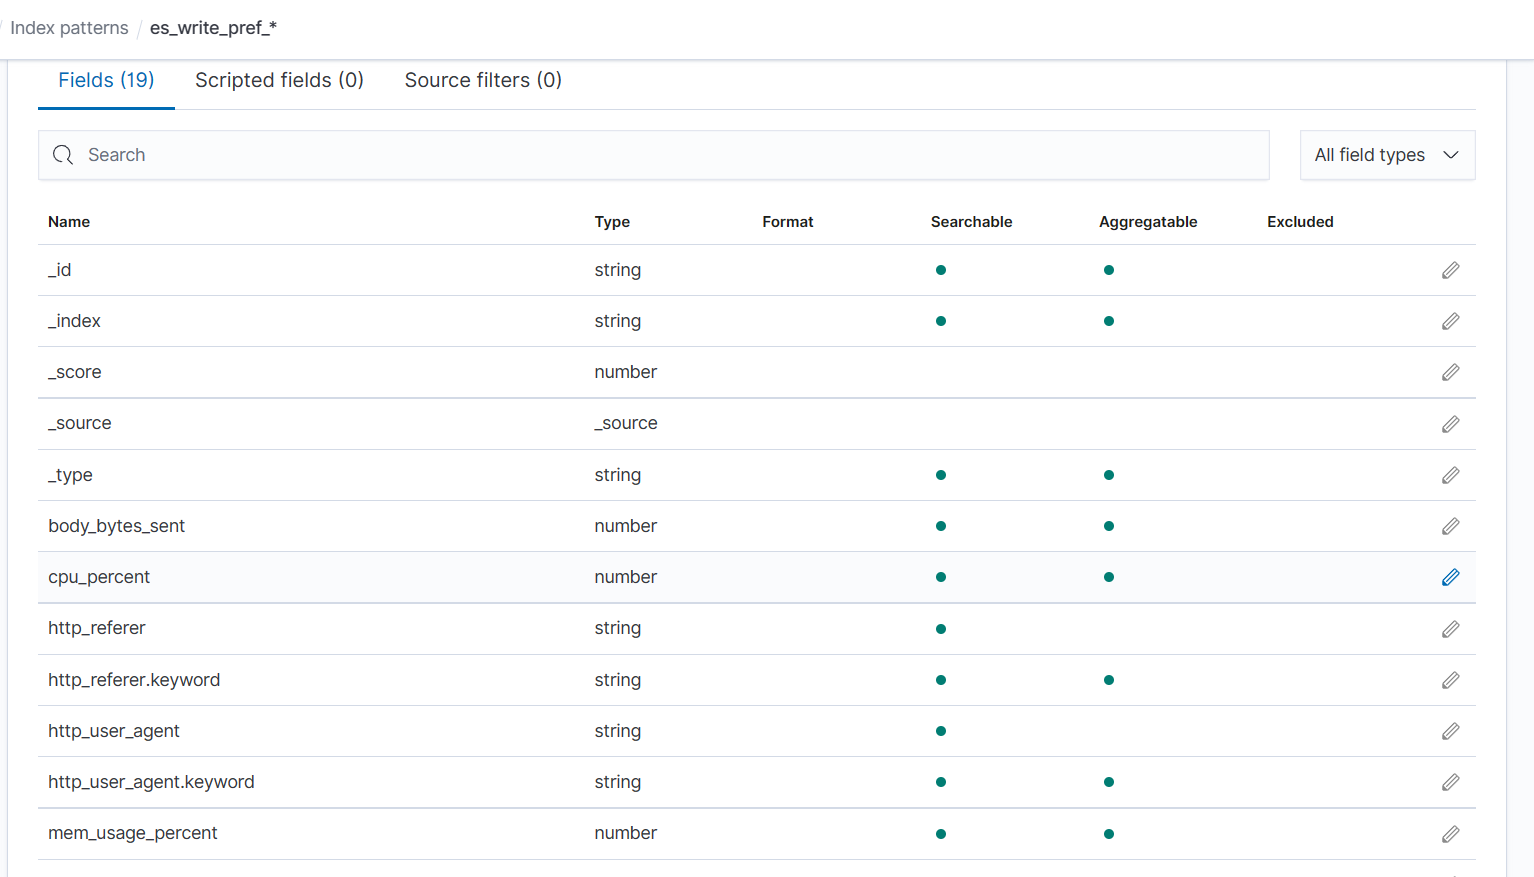 Index patterns / es_write_pref_*
Fields (19) Scripted fields (0) Source filters (0)
Search All field types
Name Type Format Searchable Aggregatable Excluded
_id string
_index string
_score number
_source _source
_type string
body_bytes_sent number
cpu_percent number
http_referer string
http_referer.keyword string
http_user_agent string
http_user_agent.keyword string
mem_usage_percent number